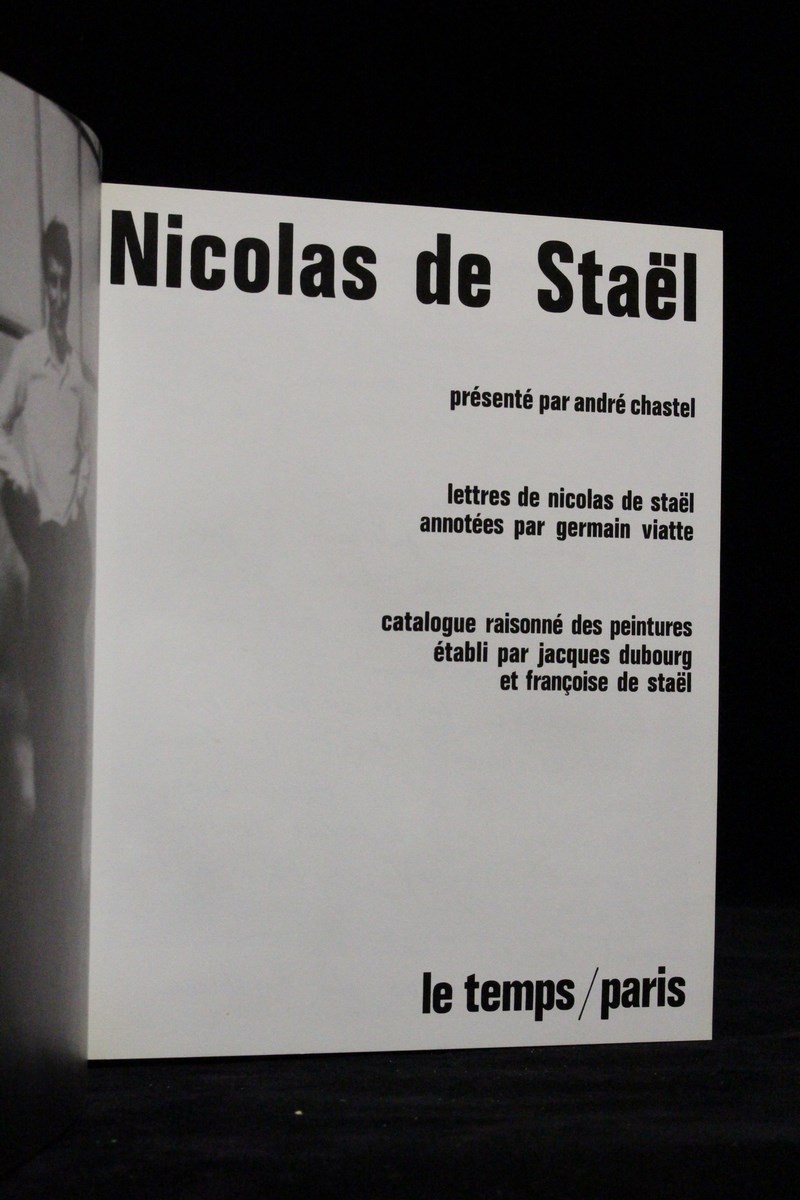 Nicolas de Staël
présenté par andré chastel
lettres de nicolas de staël
annotées par germain viatte
catalogue raisonné des peintures
établi par jacques dubourg
et françoise de staël
le temps/paris